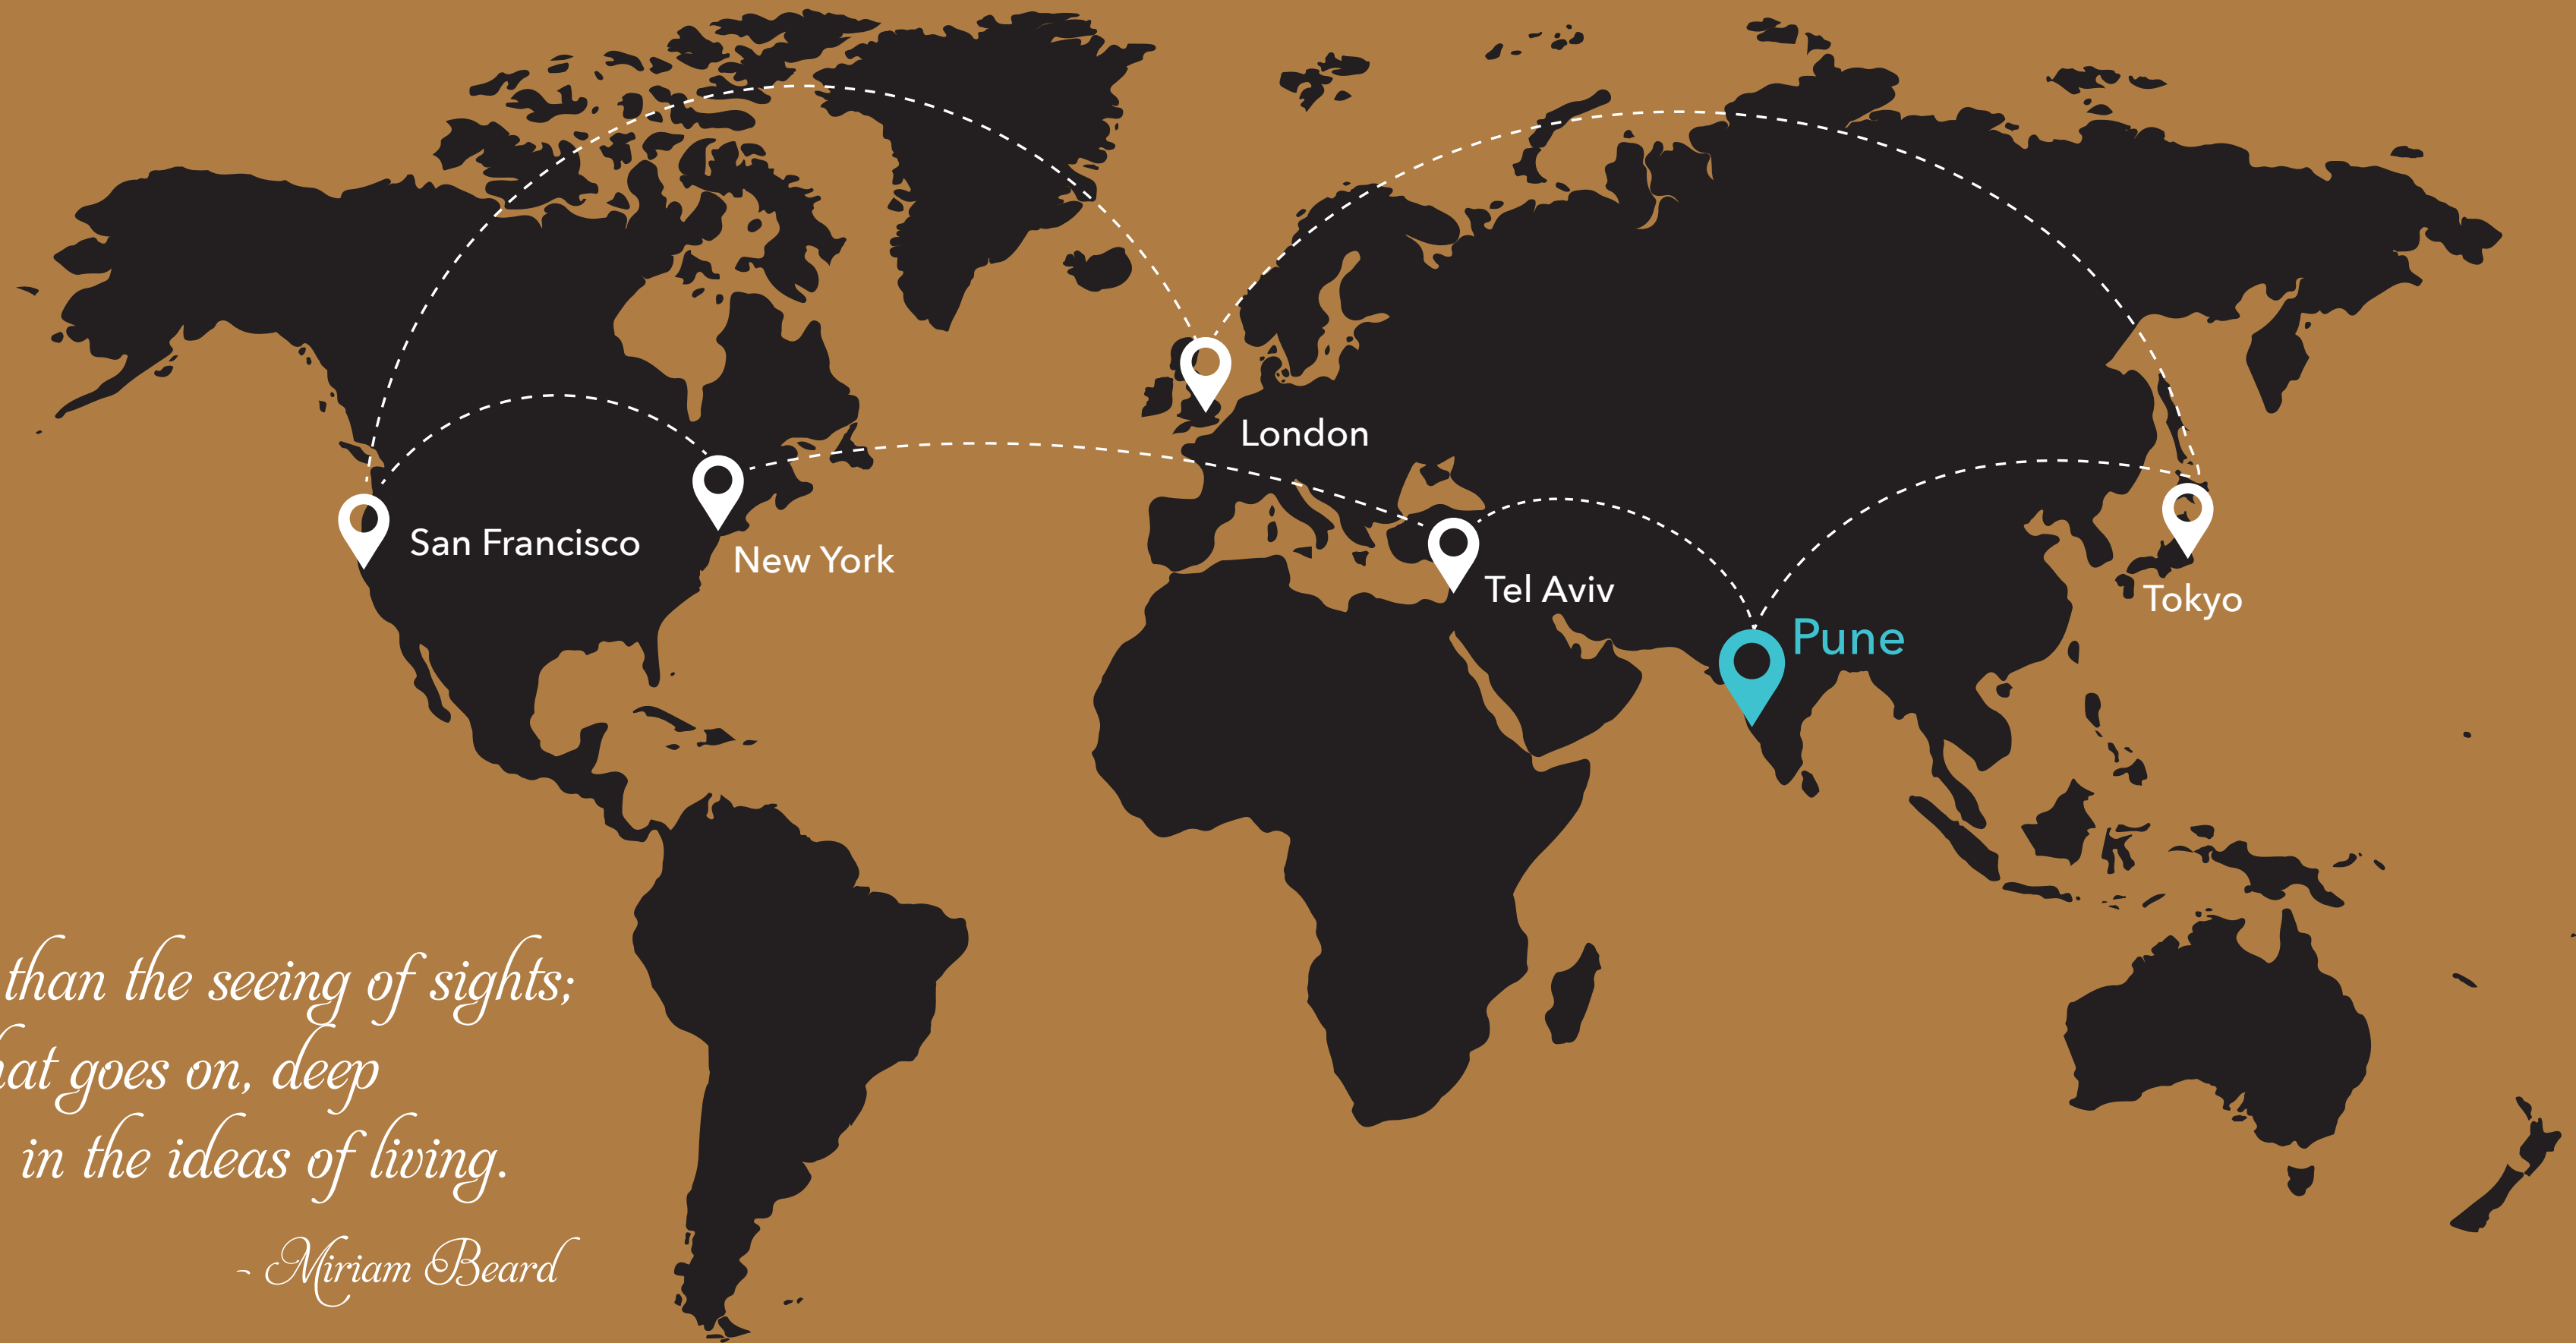 London
San Francisco
New York
Tel Aviv
Tokyo
Pune
than the seeing of sights;
goes on, deep
in the ideas of living.
- Miriam Beard